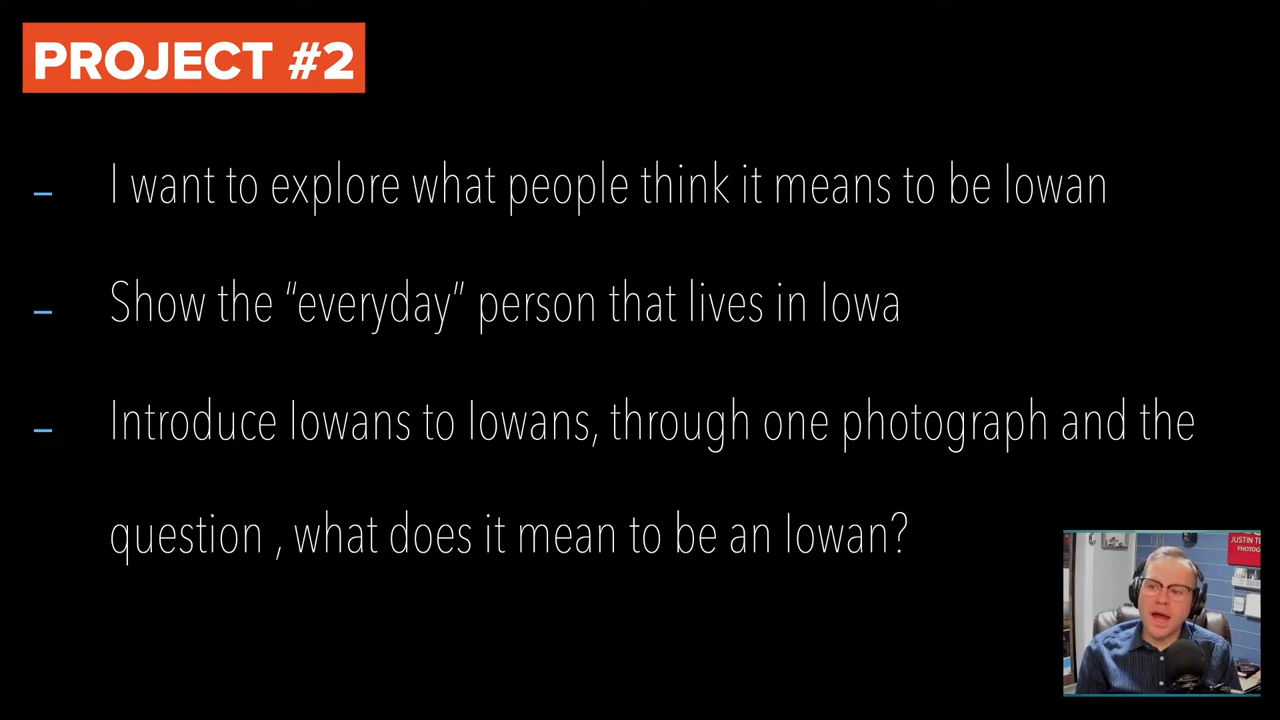 PROJECT #2
– I want to explore what people think it means to be Iowan
– Show the “everyday” person that lives in Iowa
– Introduce Iowans to Iowans, through one photograph and the
question , what does it mean to be an Iowan?
JUSTIN